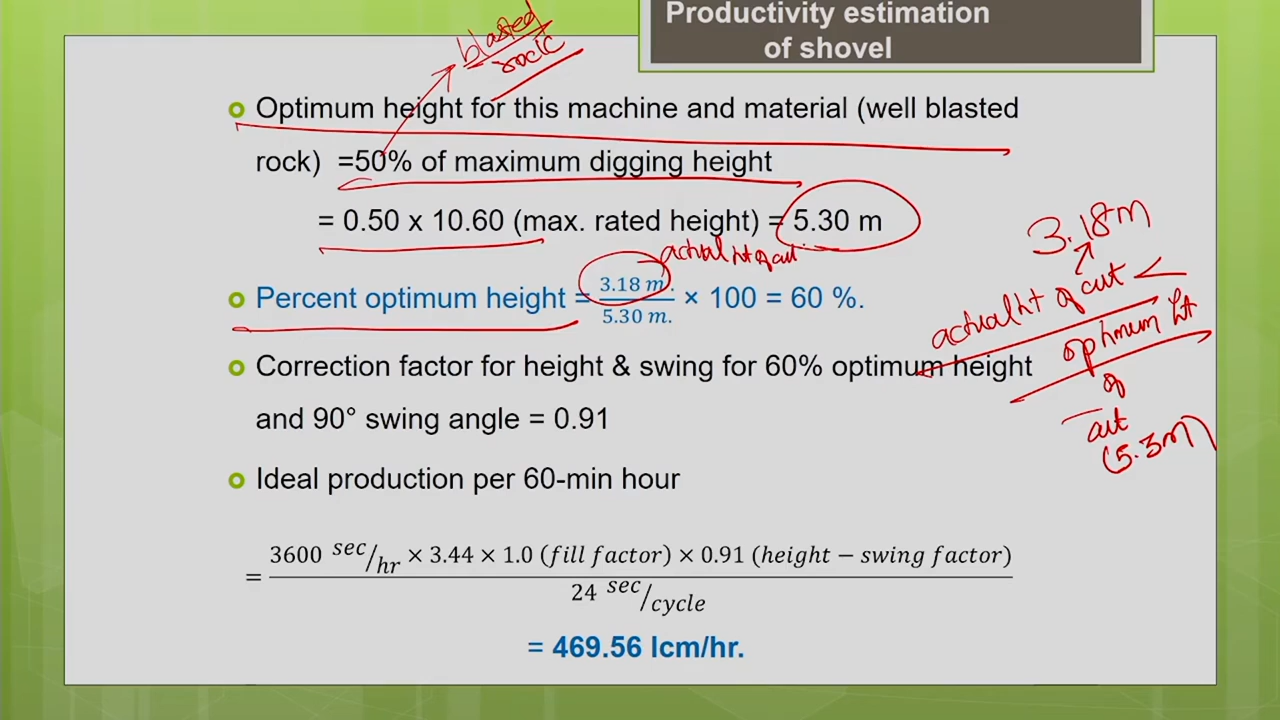 Productivity estimation
of shovel
blasted
rock
Optimum height for this machine and material (well blasted
rock) =50% of maximum digging height
= 0.50 x 10.60 (max. rated height) = 5.30 m
3.18m
actual ht of cut
Percent optimum height = 3.18 m. / 5.30 m. × 100 = 60 %.
actual ht of cut <
optimum ht
of
cut
(5.3m)
Correction factor for height & swing for 60% optimum height
and 90° swing angle = 0.91
Ideal production per 60-min hour
= 3600 sec/hr × 3.44 × 1.0 (fill factor) × 0.91 (height − swing factor)
24 sec/cycle
= 469.56 lcm/hr.